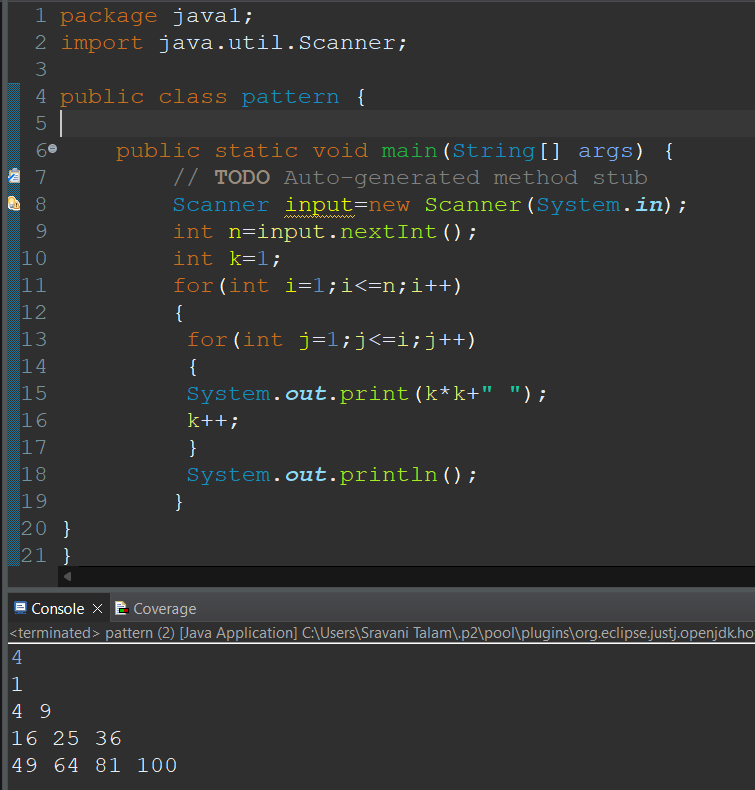 1 package java1;
2 import java.util.Scanner;
3
4 public class pattern {
5
6 public static void main(String[] args) {
7 // TODO Auto-generated method stub
8 Scanner input=new Scanner(System.in);
9 int n=input.nextInt();
10 int k=1;
11 for(int i=1;i<=n;i++)
12 {
13 for(int j=1;j<=i;j++)
14 {
15 System.out.print(k*k+" ");
16 k++;
17 }
18 System.out.println();
19 }
20 }
21 }
Console Coverage
<terminated> pattern (2) [Java Application] C:\Users\Sravani Talam\.p2\pool\plugins\org.eclipse.justj.openjdk.ho
4
1
4 9
16 25 36
49 64 81 100